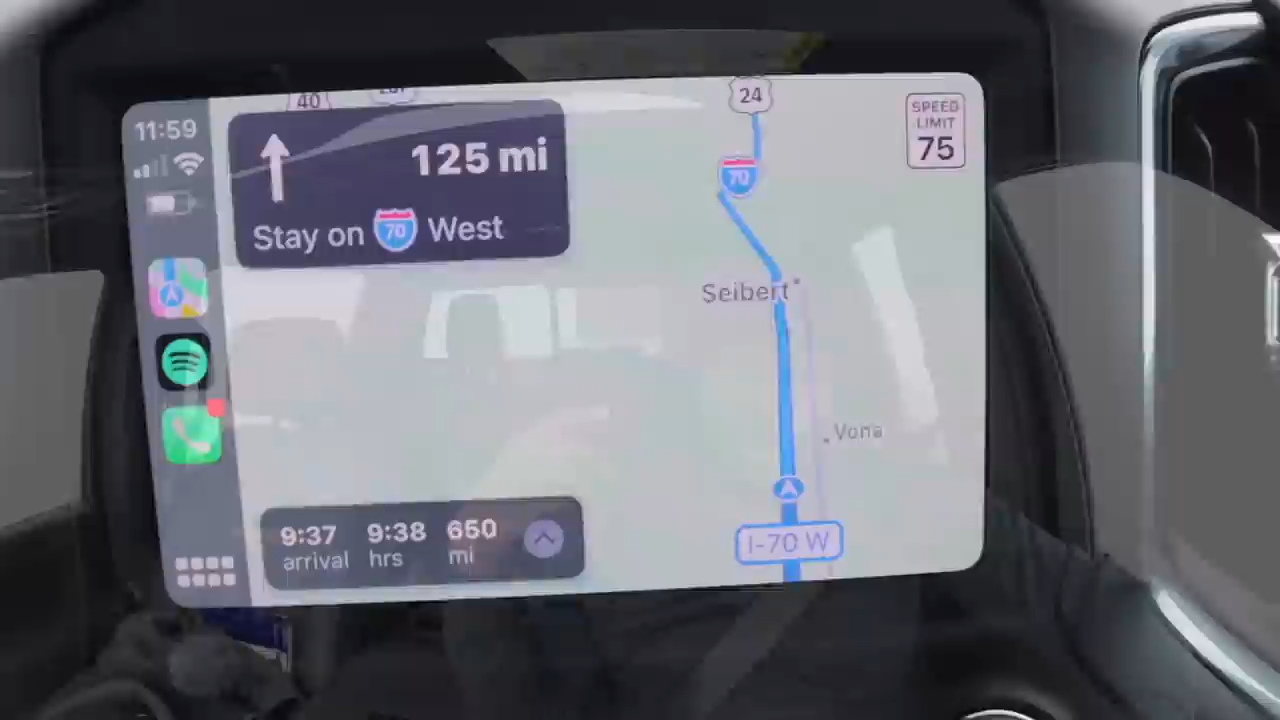 11:59
40
24
SPEED
LIMIT
75
125 mi
70
Stay on 70 West
Seibert
Vona
9:37 9:38 650
arrival hrs mi
I-70 W